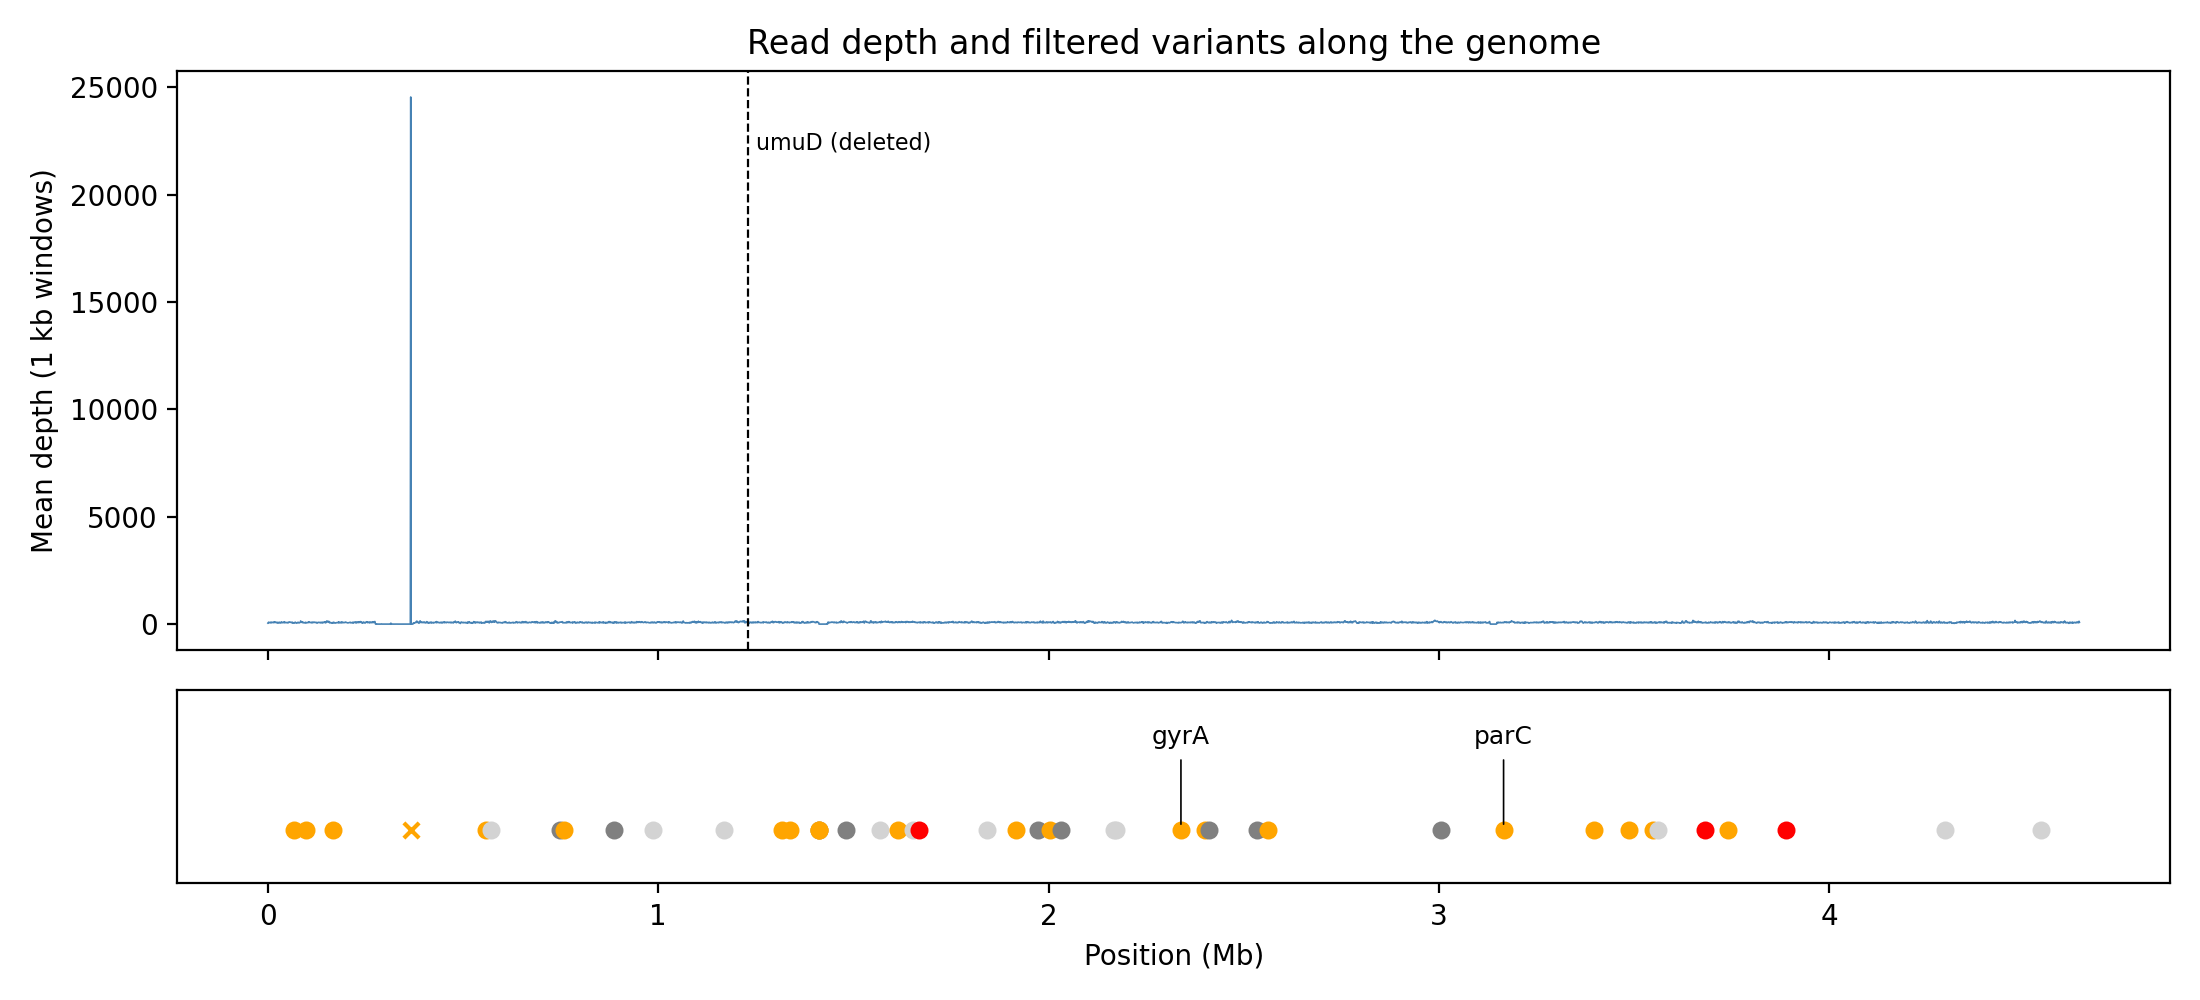 Read depth and filtered variants along the genome
Mean depth (1 kb windows)
25000
20000
15000
10000
5000
0
umuD (deleted)
gyrA
parC
0
1
2
3
4
Position (Mb)